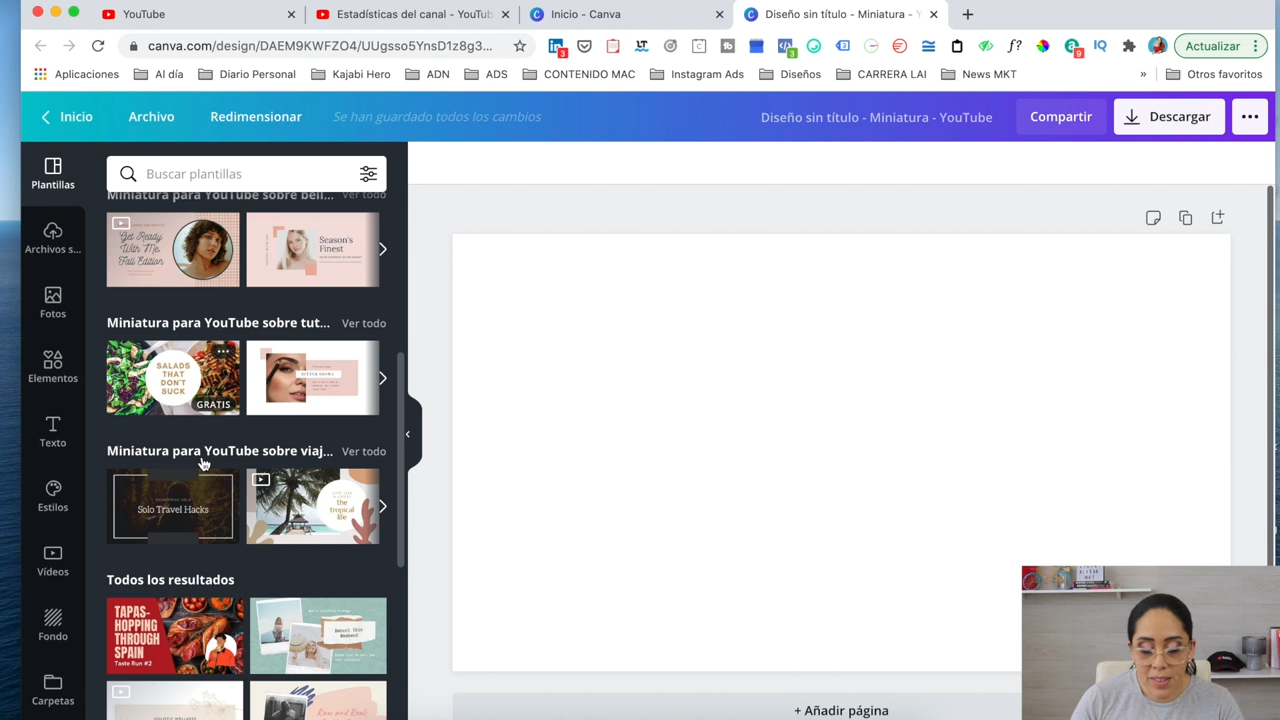 YouTube
Estadísticas del canal - YouTub
Inicio - Canva
Diseño sin título - Miniatura - Y
canva.com/design/DAEM9KWFZO4/UUgsso5YnsD1z8g3...
Actualizar
Aplicaciones
Al día
Diario Personal
Kajabi Hero
ADN
ADS
CONTENIDO MAC
Instagram Ads
Diseños
CARRERA LAI
News MKT
»
Otros favoritos
Inicio
Archivo
Redimensionar
Se han guardado todos los cambios
Diseño sin título - Miniatura - YouTube
Compartir
Descargar
Plantillas
Archivos s...
Fotos
Elementos
Texto
Estilos
Vídeos
Fondo
Carpetas
Buscar plantillas
Miniatura para YouTube sobre bell...
Ver todo
Get Ready
With Me,
Fall Edition
Season's
Finest
Miniatura para YouTube sobre tut...
Ver todo
SALADS
THAT
DON'T
SUCK
GRATIS
Miniatura para YouTube sobre viaj...
Ver todo
Solo Travel Hacks
the
tropical
life
Todos los resultados
TAPAS-
HOPPING
THROUGH
SPAIN
Taste Run #2
+ Añadir página